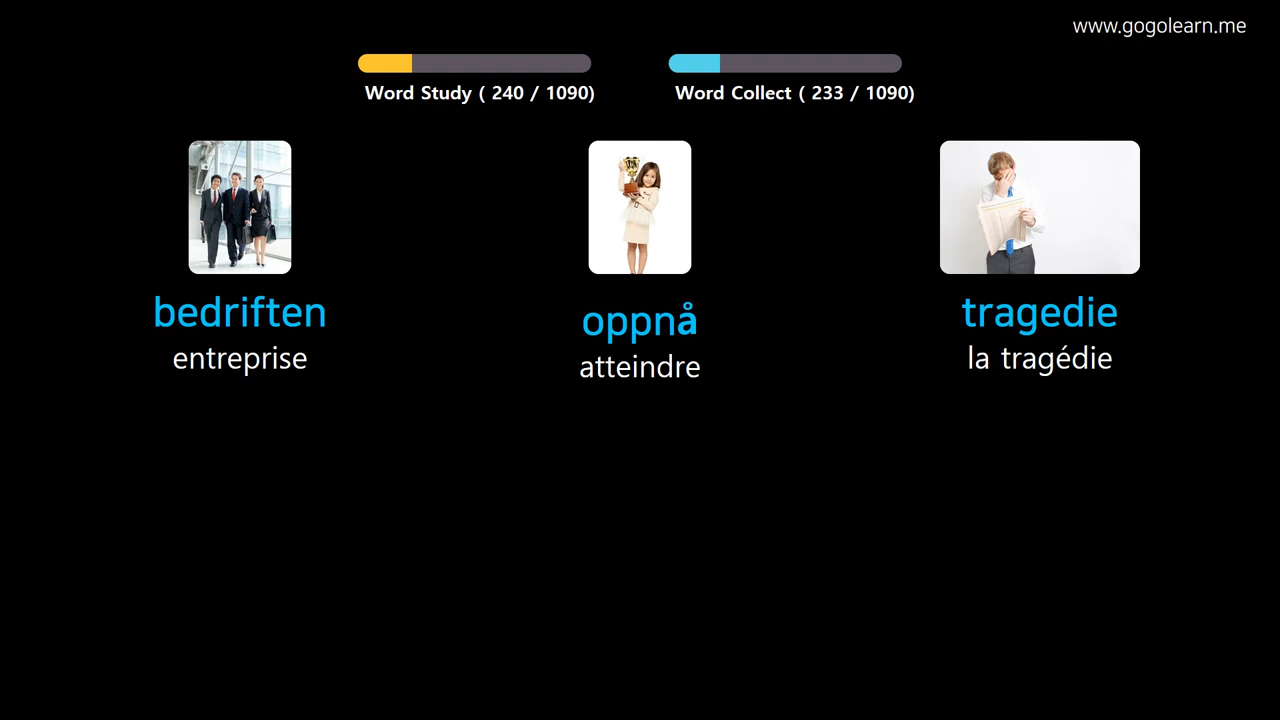 www.gogolearn.me
Word Study ( 240 / 1090)
Word Collect ( 233 / 1090)
bedriften
entreprise
oppnå
atteindre
tragedie
la tragédie